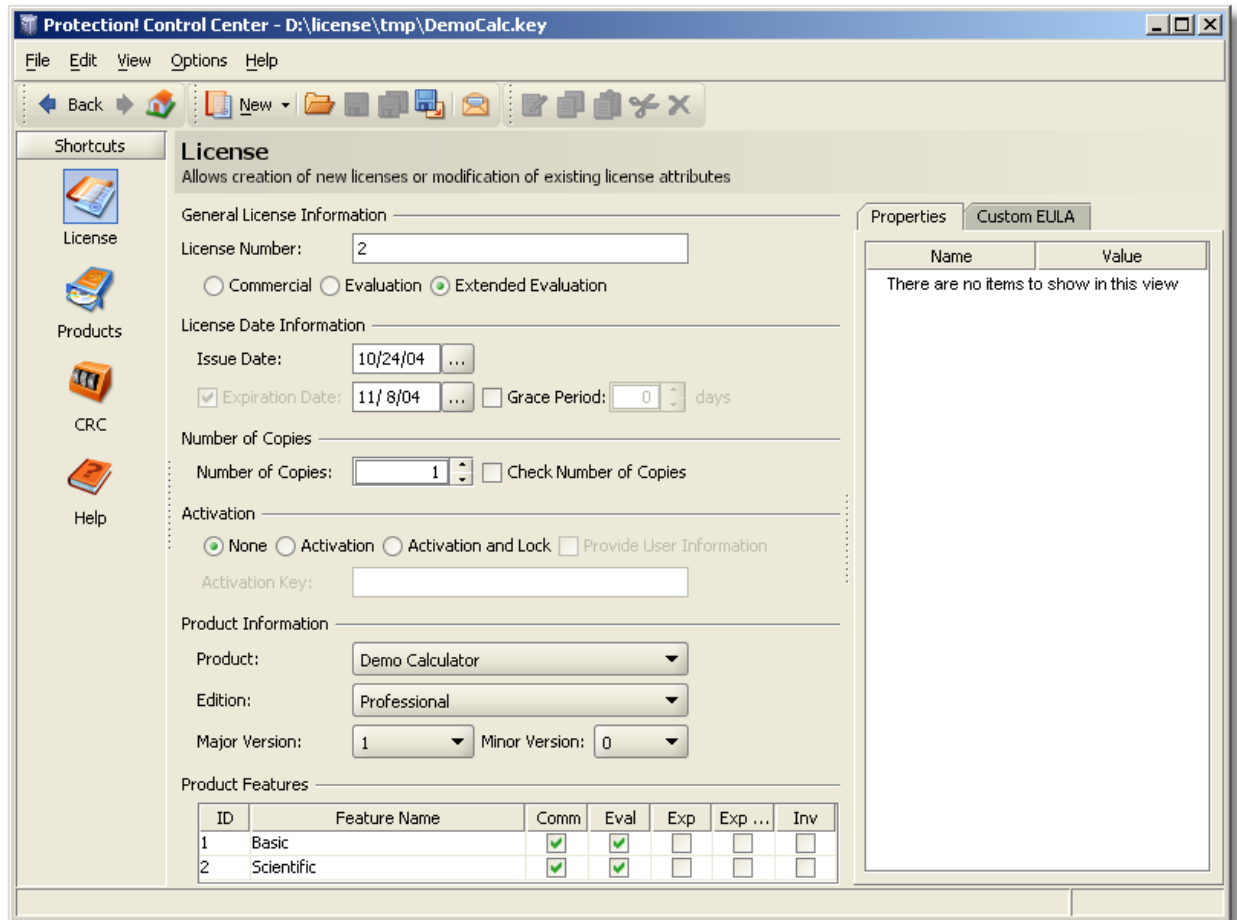 Protection! Control Center - D:\license\tmp\DemoCalc.key
File Edit View Options Help
Back New
Shortcuts
License
Products
CRC
Help
License
Allows creation of new licenses or modification of existing license attributes
General License Information
License Number: 2
Commercial Evaluation Extended Evaluation
License Date Information
Issue Date: 10/24/04 ...
Expiration Date: 11/ 8/04 ... Grace Period: 0 days
Number of Copies
Number of Copies: 1 Check Number of Copies
Activation
None Activation Activation and Lock Provide User Information
Activation Key:
Product Information
Product: Demo Calculator
Edition: Professional
Major Version: 1 Minor Version: 0
Product Features
ID Feature Name Comm Eval Exp Exp ... Inv
1 Basic
2 Scientific
Properties Custom EULA
Name Value
There are no items to show in this view